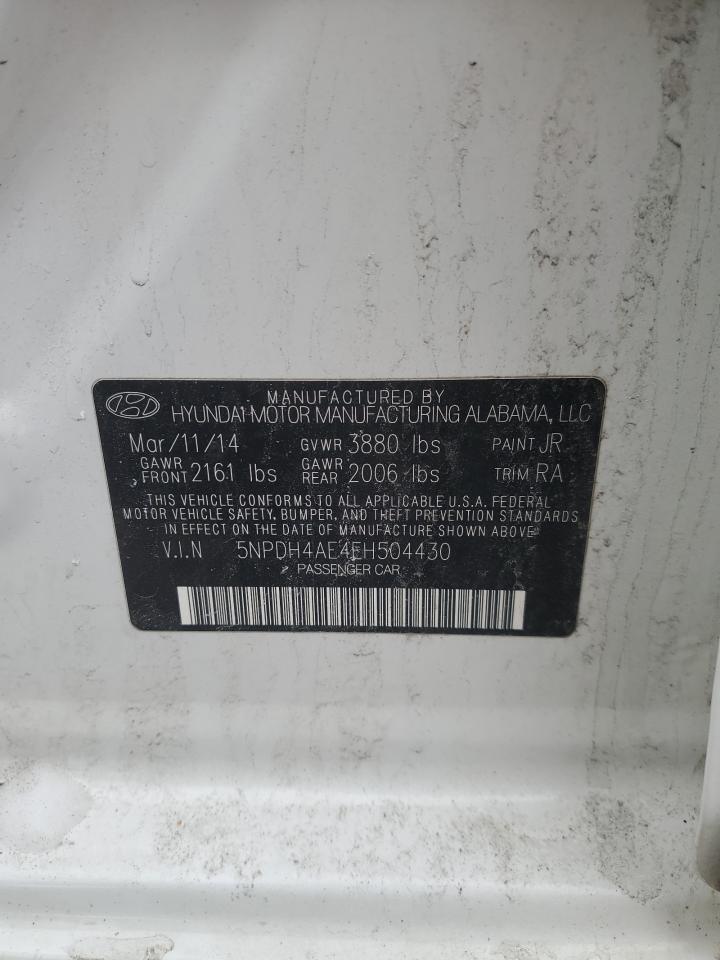 MANUFACTURED BY
HYUNDAI MOTOR MANUFACTURING ALABAMA, LLC
Mar/11/14 GVWR 3880 lbs PAINT JR
GAWR FRONT 2161 lbs GAWR REAR 2006 lbs TRIM RA
THIS VEHICLE CONFORMS TO ALL APPLICABLE U.S.A. FEDERAL
MOTOR VEHICLE SAFETY, BUMPER, AND THEFT PREVENTION STANDARDS
IN EFFECT ON THE DATE OF MANUFACTURE SHOWN ABOVE.
V.I.N 5NPDH4AE4EH504430
PASSENGER CAR